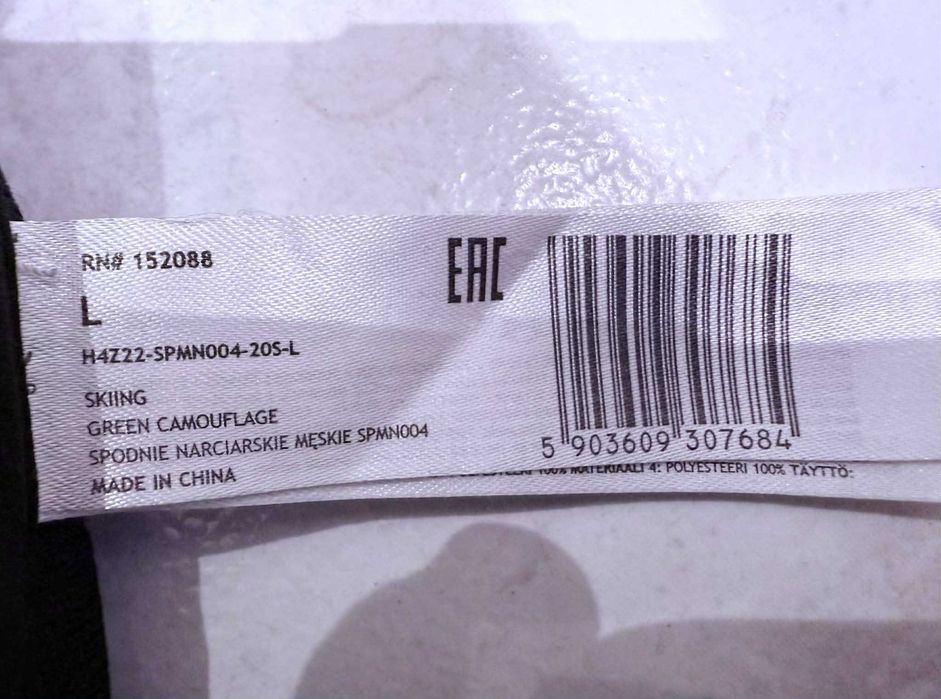 RN# 152088
EAC
L
H4Z22-SPMN004-20S-L
SKIING
GREEN CAMOUFLAGE
SPODNIE NARCIARSKIE MĘSKIE SPMN004
MADE IN CHINA
5 903609 307684
100% MATERIAALI 4: POLYESTEERI 100% TÄYTTÖ: